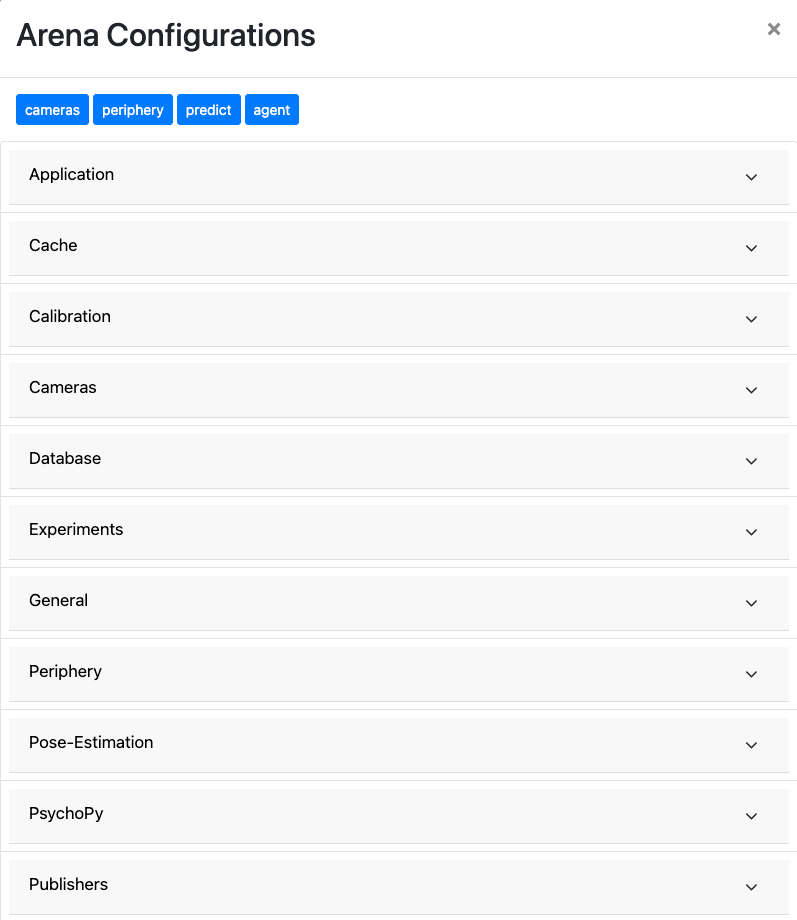 Arena Configurations
cameras periphery predict agent
Application
Cache
Calibration
Cameras
Database
Experiments
General
Periphery
Pose-Estimation
PsychoPy
Publishers